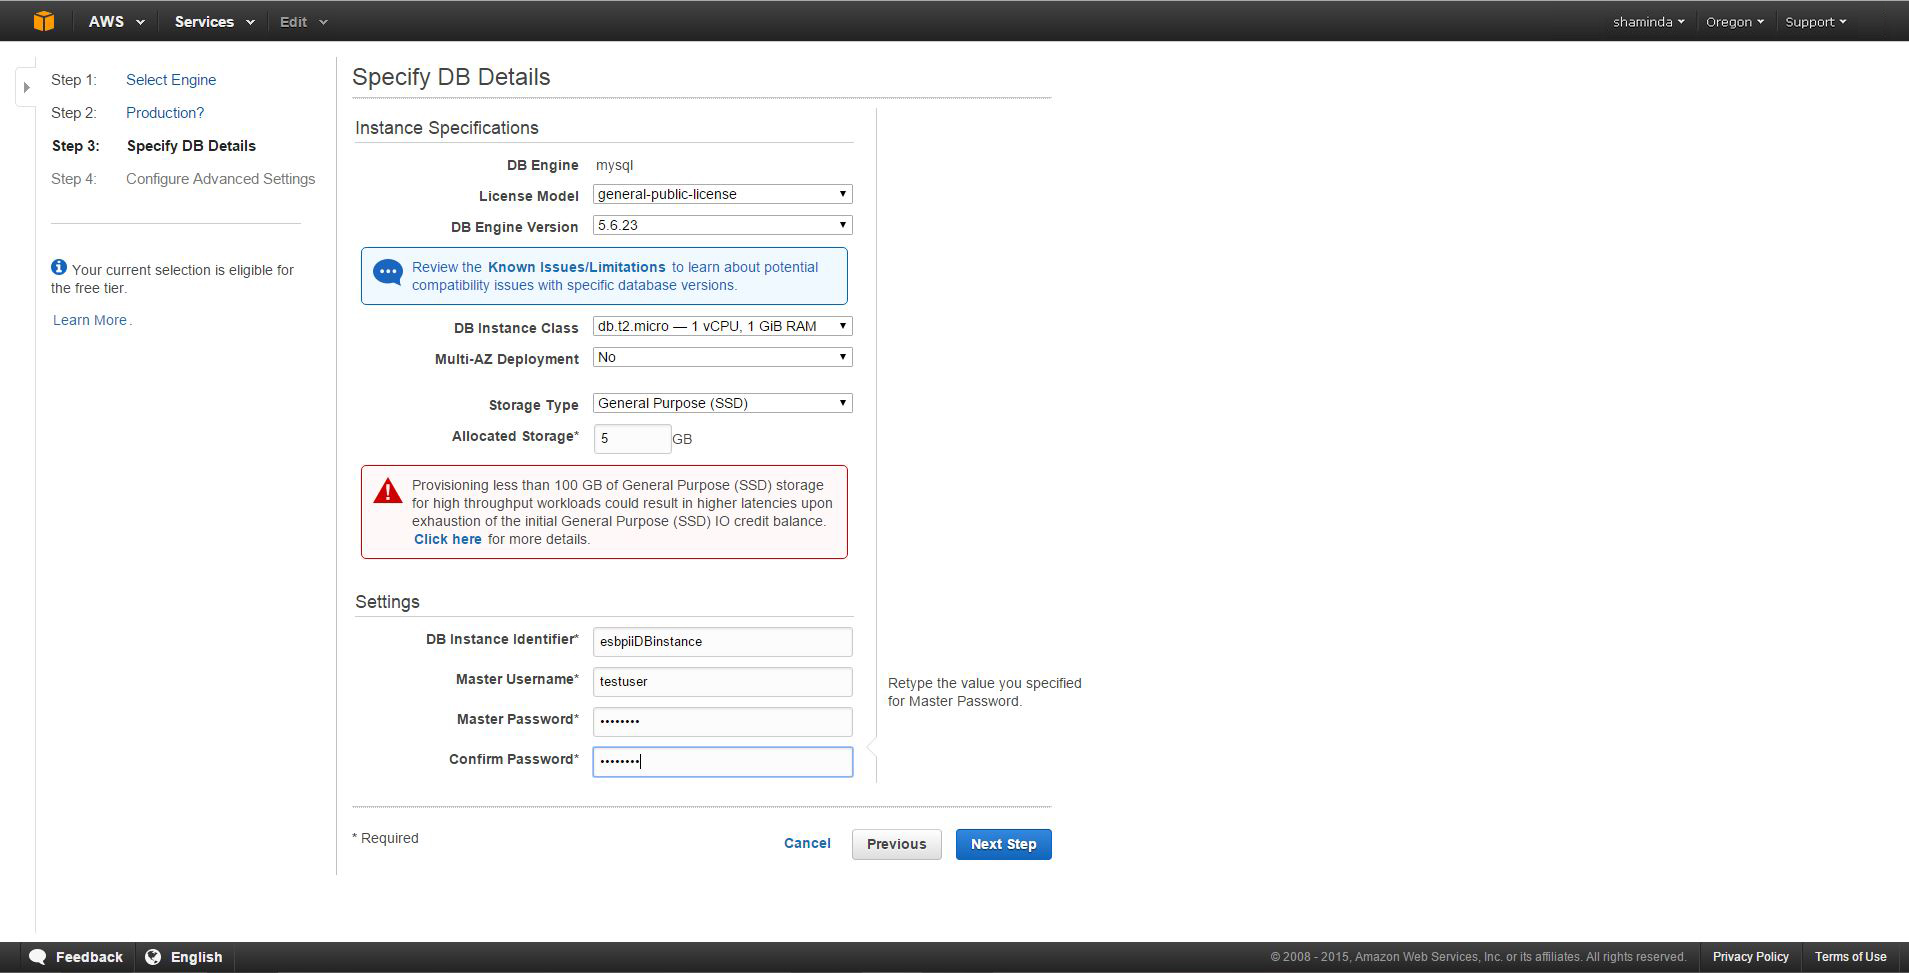 AWS Services Edit shaminda Oregon Support
Step 1: Select Engine
Step 2: Production?
Step 3: Specify DB Details
Step 4: Configure Advanced Settings
Your current selection is eligible for
the free tier.
Learn More.
Specify DB Details
Instance Specifications
DB Engine mysql
License Model general-public-license
DB Engine Version 5.6.23
Review the Known Issues/Limitations to learn about potential
compatibility issues with specific database versions.
DB Instance Class db.t2.micro — 1 vCPU, 1 GiB RAM
Multi-AZ Deployment No
Storage Type General Purpose (SSD)
Allocated Storage* 5 GB
Provisioning less than 100 GB of General Purpose (SSD) storage
for high throughput workloads could result in higher latencies upon
exhaustion of the initial General Purpose (SSD) IO credit balance.
Click here for more details.
Settings
DB Instance Identifier* esbpiiDBinstance
Master Username* testuser
Master Password* ••••••••
Confirm Password* ••••••••
Retype the value you specified
for Master Password.
* Required Cancel Previous Next Step
Feedback English © 2008 - 2015, Amazon Web Services, Inc. or its affiliates. All rights reserved. Privacy Policy Terms of Use